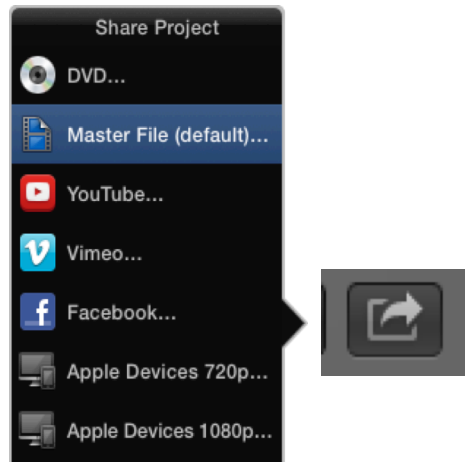 Share Project
DVD...
Master File (default)...
YouTube...
Vimeo...
Facebook...
Apple Devices 720p...
Apple Devices 1080p...